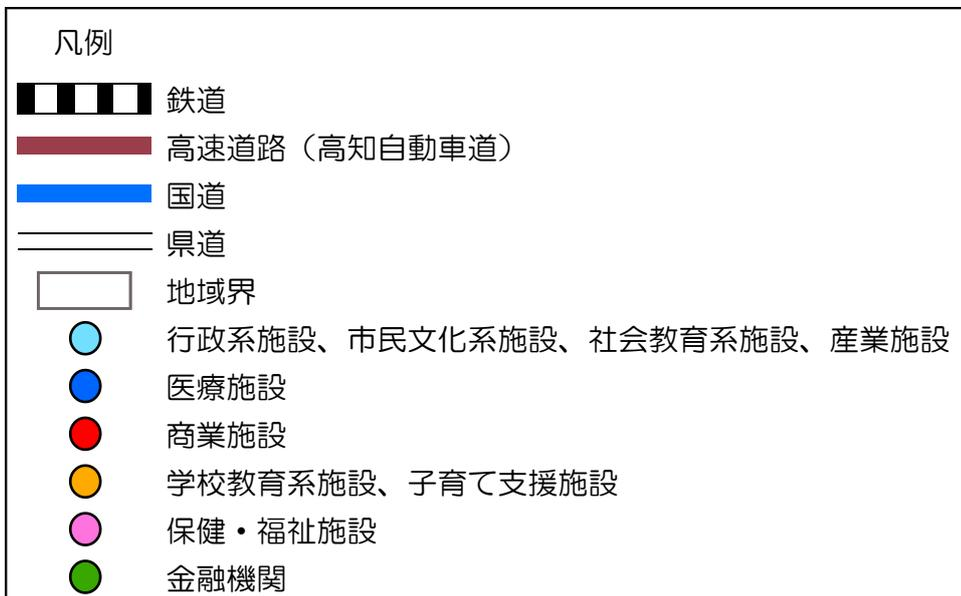 凡例
鉄道
高速道路（高知自動車道）
国道
県道
地域界
行政系施設、市民文化系施設、社会教育系施設、産業施設
医療施設
商業施設
学校教育系施設、子育て支援施設
保健・福祉施設
金融機関